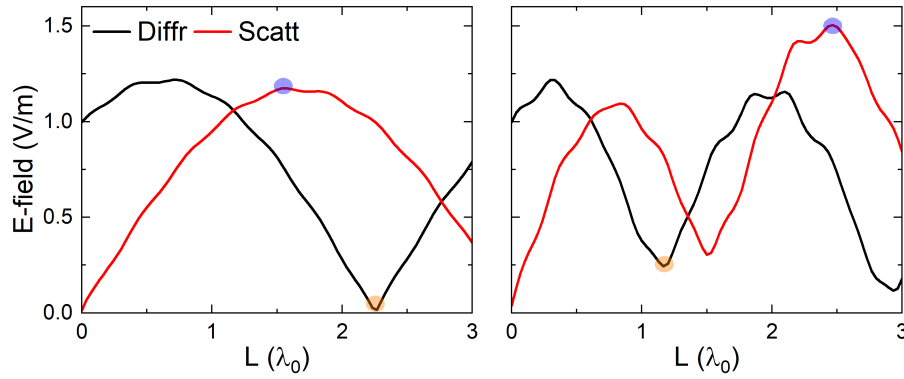 Diffr Scatt
E-field (V/m)
1.5
1.0
0.5
0.0
0 1 2 3
L (λ0)
0 1 2 3
L (λ0)